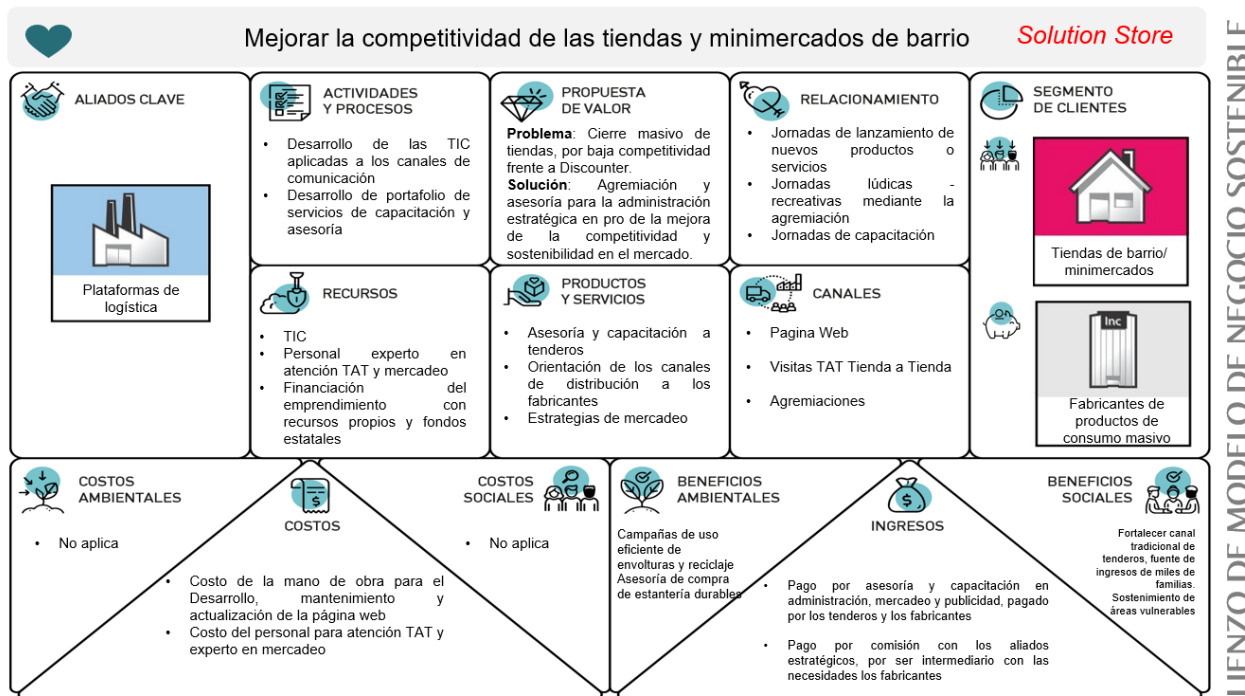 Mejorar la competitividad de las tiendas y minimercados de barrio
Solution Store
ALIADOS CLAVE
Plataformas de
logística
ACTIVIDADES
Y PROCESOS
• Desarrollo de las TIC
aplicadas a los canales de
comunicación
• Desarrollo de portafolio de
servicios de capacitación y
asesoría
RECURSOS
• TIC
• Personal experto en
atención TAT y mercadeo
• Financiación del
emprendimiento con
recursos propios y fondos
estatales
PROPUESTA
DE VALOR
Problema: Cierre masivo de
tiendas, por baja competitividad
frente a Discounter.
Solución: Agremiación y
asesoría para la administración
estratégica en pro de la mejora
de la competitividad y
sostenibilidad en el mercado.
PRODUCTOS
Y SERVICIOS
• Asesoría y capacitación a
tenderos
• Orientación de los canales
de distribución a los
fabricantes
• Estrategias de mercadeo
RELACIONAMIENTO
• Jornadas de lanzamiento de
nuevos productos o
servicios
• Jornadas lúdicas -
recreativas mediante la
agremiación
• Jornadas de capacitación
CANALES
• Pagina Web
• Visitas TAT Tienda a Tienda
• Agremiaciones
SEGMENTO
DE CLIENTES
Tiendas de barrio/
minimercados
Inc
Fabricantes de
productos de
consumo masivo
COSTOS
AMBIENTALES
• No aplica
COSTOS
• Costo de la mano de obra para el
Desarrollo, mantenimiento y
actualización de la página web
• Costo del personal para atención TAT y
experto en mercadeo
COSTOS
SOCIALES
• No aplica
BENEFICIOS
AMBIENTALES
Campañas de uso
eficiente de
envolturas y reciclaje
Asesoría de compra
de estantería durables
INGRESOS
• Pago por asesoría y capacitación en
administración, mercadeo y publicidad, pagado
por los tenderos y los fabricantes
• Pago por comisión con los aliados
estratégicos, por ser intermediario con las
necesidades los fabricantes
BENEFICIOS
SOCIALES
Fortalecer canal
tradicional de
tenderos, fuente de
ingresos de miles de
familias.
Sostenimiento de
áreas vulnerables
LIENZO DE MODELO DE NEGOCIO SOSTENIBLE